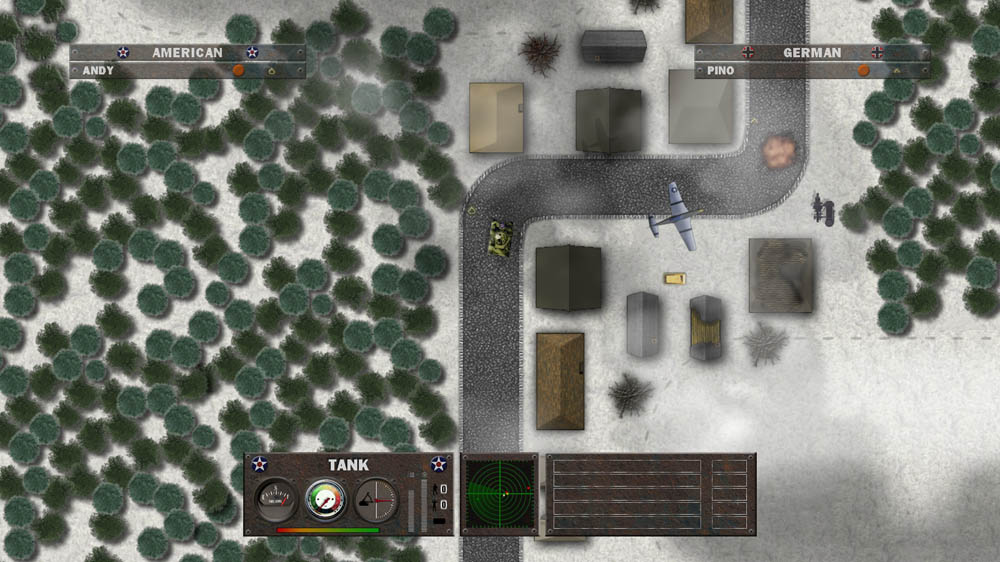 AMERICAN
ANDY
GERMAN
PINO
TANK
0
0